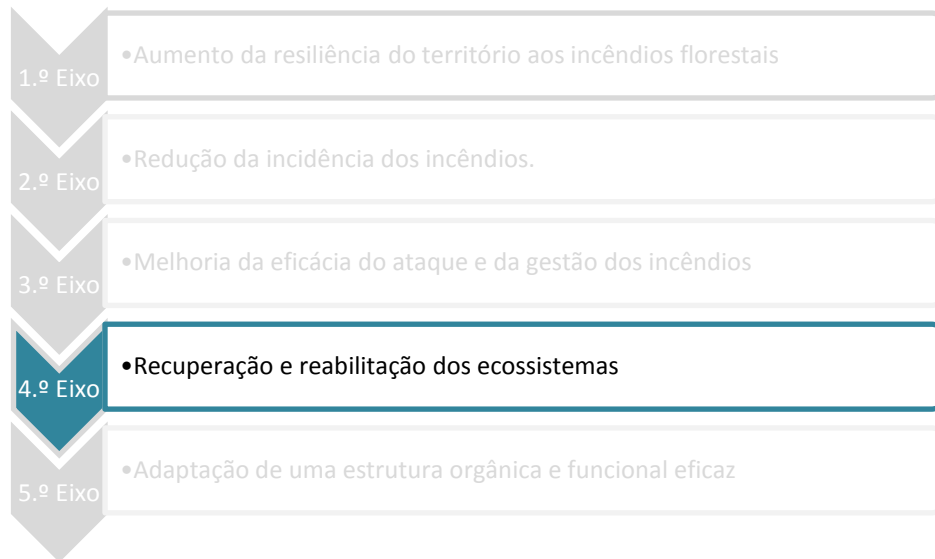 1.º Eixo
•Aumento da resiliência do território aos incêndios florestais
2.º Eixo
•Redução da incidência dos incêndios.
3.º Eixo
•Melhoria da eficácia do ataque e da gestão dos incêndios
4.º Eixo
•Recuperação e reabilitação dos ecossistemas
5.º Eixo
•Adaptação de uma estrutura orgânica e funcional eficaz